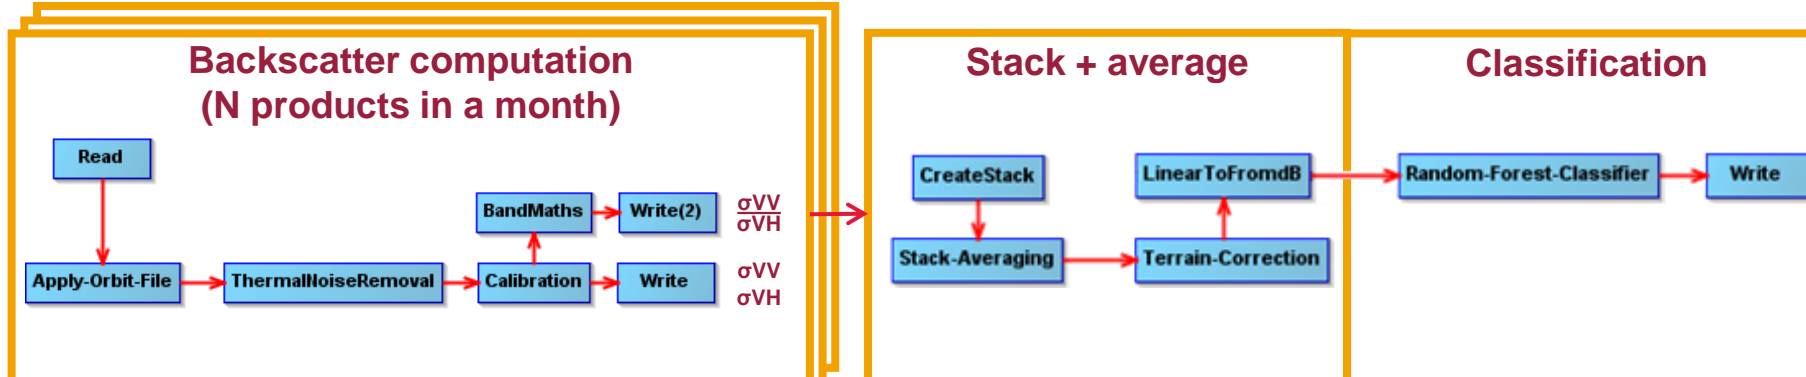 Backscatter computation
(N products in a month)
Read
BandMaths
Write(2)
σVV
σVH
Apply-Orbit-File
ThermalNoiseRemoval
Calibration
Write
σVV
σVH
Stack + average
CreateStack
LinearToFromdB
Stack-Averaging
Terrain-Correction
Classification
Random-Forest-Classifier
Write